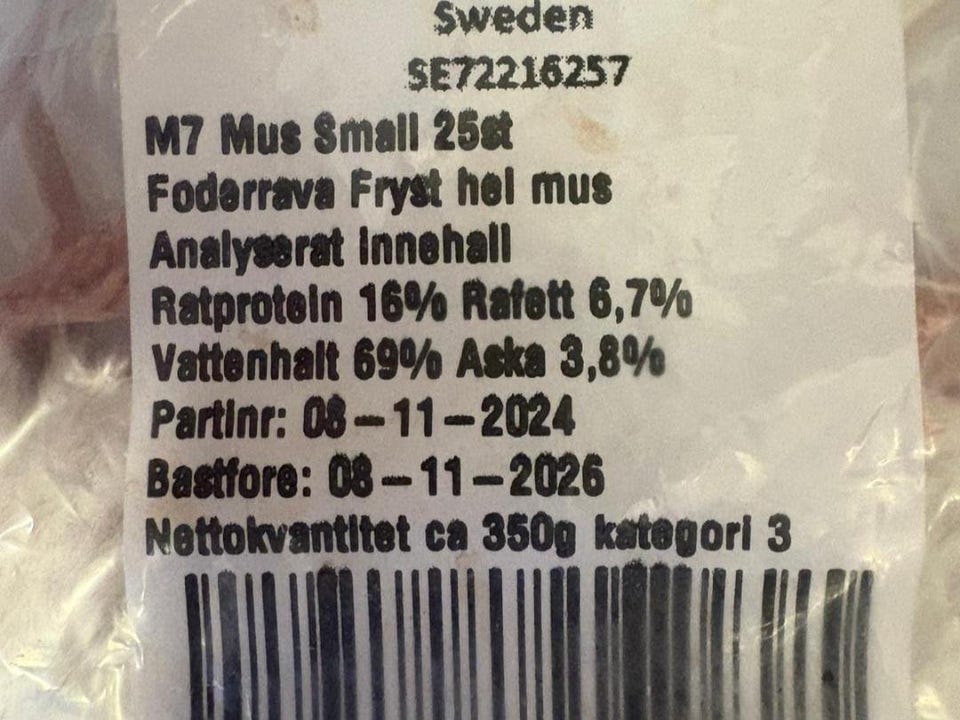 Sweden
SE72216257
M7 Mus Small 25st
Foderrava Fryst hel mus
Analyserat innehall
Ratprotein 16% Rafett 6,7%
Vattenhalt 69% Aska 3,8%
Partinr: 08-11-2024
Bastfore: 08-11-2026
Nettokvantitet ca 350g kategori 3